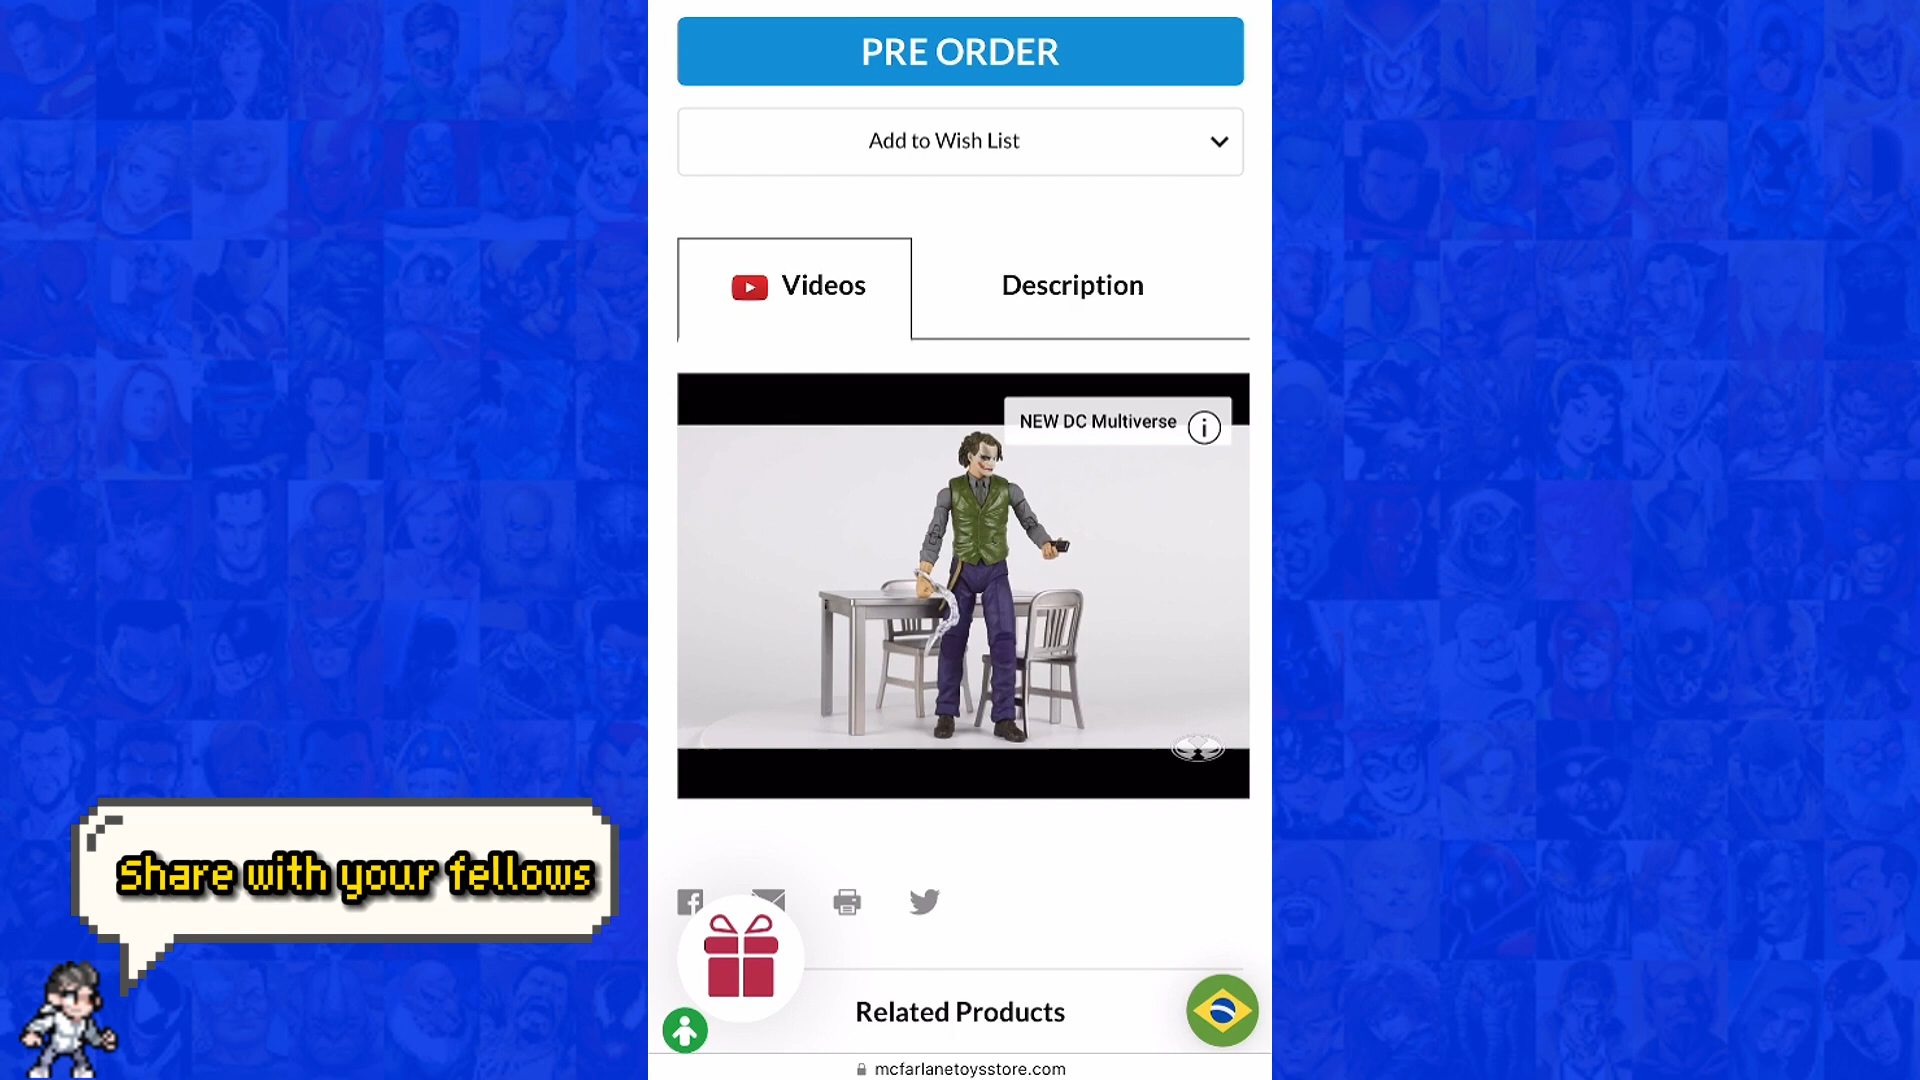 PRE ORDER
Add to Wish List
Videos
Description
NEW DC Multiverse
Share with your fellows
Related Products
mcfarlanetoysstore.com